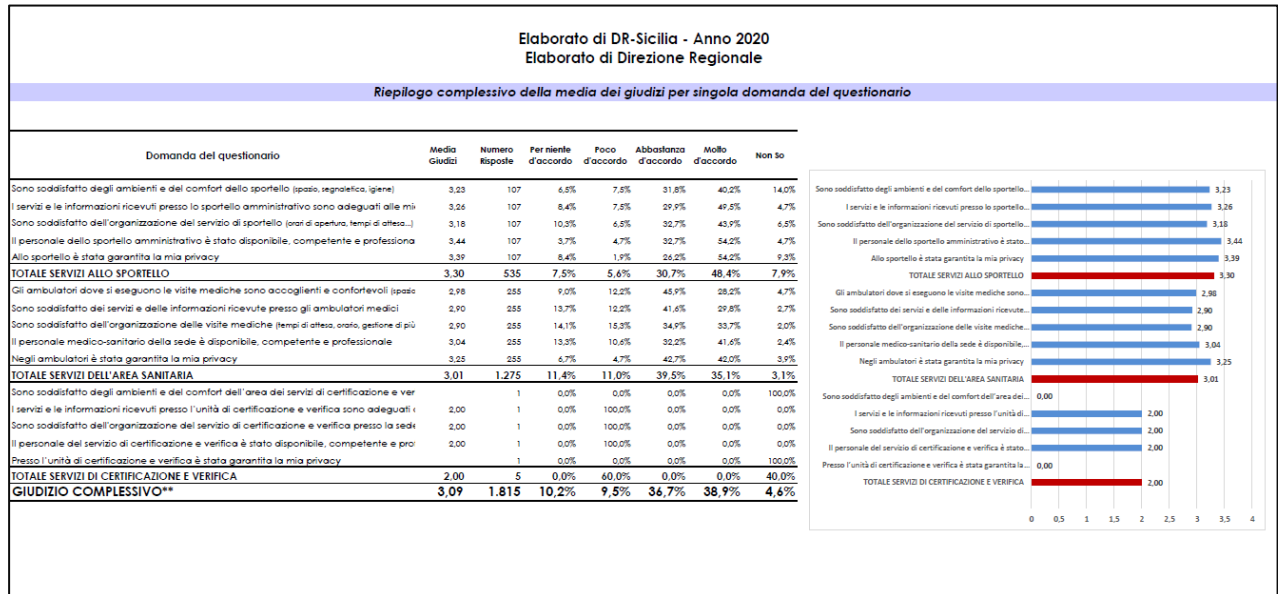 Elaborato di DR-Sicilia - Anno 2020
Elaborato di Direzione Regionale
Riepilogo complessivo della media dei giudizi per singola domanda del questionario
Domanda del questionario Media Giudizi Numero Risposte Per niente d'accordo Poco d'accordo Abbastanza d'accordo Molto d'accordo Non So
Sono soddisfatto degli ambienti e del comfort dello sportello (spazio, segnaletica, igiene) 3,23 107 6,5% 7,5% 31,8% 40,2% 14,0%
I servizi e le informazioni ricevuti presso lo sportello amministrativo sono adeguati alle mi 3,26 107 8,4% 7,5% 29,9% 49,5% 4,7%
Sono soddisfatto dell'organizzazione del servizio di sportello (orari di apertura, tempi di attesa...) 3,18 107 10,3% 6,5% 32,7% 43,9% 6,5%
Il personale dello sportello amministrativo è stato disponibile, competente e professiona 3,44 107 3,7% 4,7% 32,7% 54,2% 4,7%
Allo sportello è stata garantita la mia privacy 3,39 107 8,4% 1,9% 26,2% 54,2% 9,3%
TOTALE SERVIZI ALLO SPORTELLO 3,30 535 7,5% 5,6% 30,7% 48,4% 7,9%
Gli ambulatori dove si eseguono le visite mediche sono accoglienti e confortevoli (spazio 2,98 255 9,0% 12,2% 45,9% 28,2% 4,7%
Sono soddisfatto dei servizi e delle informazioni ricevute presso gli ambulatori medici 2,90 255 13,7% 12,2% 41,6% 29,8% 2,7%
Sono soddisfatto dell'organizzazione delle visite mediche (tempi di attesa, orario, gestione di più 2,90 255 14,1% 15,3% 34,9% 33,7% 2,0%
Il personale medico-sanitario della sede è disponibile, competente e professionale 3,04 255 13,3% 10,6% 32,2% 41,6% 2,4%
Negli ambulatori è stata garantita la mia privacy 3,25 255 6,7% 4,7% 42,7% 42,0% 3,9%
TOTALE SERVIZI DELL'AREA SANITARIA 3,01 1.275 11,4% 11,0% 39,5% 35,1% 3,1%
Sono soddisfatto degli ambienti e del comfort dell'area dei servizi di certificazione e ver 1 0,0% 0,0% 0,0% 0,0% 100,0%
I servizi e le informazioni ricevuti presso l'unità di certificazione e verifica sono adeguati 2,00 1 0,0% 100,0% 0,0% 0,0% 0,0%
Sono soddisfatto dell'organizzazione del servizio di certificazione e verifica presso la sede 2,00 1 0,0% 100,0% 0,0% 0,0% 0,0%
Il personale del servizio di certificazione e verifica è stato disponibile, competente e pro 2,00 1 0,0% 100,0% 0,0% 0,0% 0,0%
Presso l'unità di certificazione e verifica è stata garantita la mia privacy 1 0,0% 0,0% 0,0% 0,0% 100,0%
TOTALE SERVIZI DI CERTIFICAZIONE E VERIFICA 2,00 5 0,0% 60,0% 0,0% 0,0% 40,0%
GIUDIZIO COMPLESSIVO** 3,09 1.815 10,2% 9,5% 36,7% 38,9% 4,6%
Sono soddisfatto degli ambienti e del comfort dello sportello... 3,23
I servizi e le informazioni ricevuti presso lo sportello... 3,26
Sono soddisfatto dell'organizzazione del servizio di sportello... 3,18
Il personale dello sportello amministrativo è stato... 3,44
Allo sportello è stata garantita la mia privacy 3,39
TOTALE SERVIZI ALLO SPORTELLO 3,30
Gli ambulatori dove si eseguono le visite mediche sono... 2,98
Sono soddisfatto dei servizi e delle informazioni ricevute... 2,90
Sono soddisfatto dell'organizzazione delle visite mediche... 2,90
Il personale medico-sanitario della sede è disponibile,... 3,04
Negli ambulatori è stata garantita la mia privacy 3,25
TOTALE SERVIZI DELL'AREA SANITARIA 3,01
Sono soddisfatto degli ambienti e del comfort dell'area dei... 0,00
I servizi e le informazioni ricevuti presso l'unità di... 2,00
Sono soddisfatto dell'organizzazione del servizio di... 2,00
Il personale del servizio di certificazione e verifica è stato... 2,00
Presso l'unità di certificazione e verifica è stata garantita la... 0,00
TOTALE SERVIZI DI CERTIFICAZIONE E VERIFICA 2,00
0 0,5 1 1,5 2 2,5 3 3,5 4